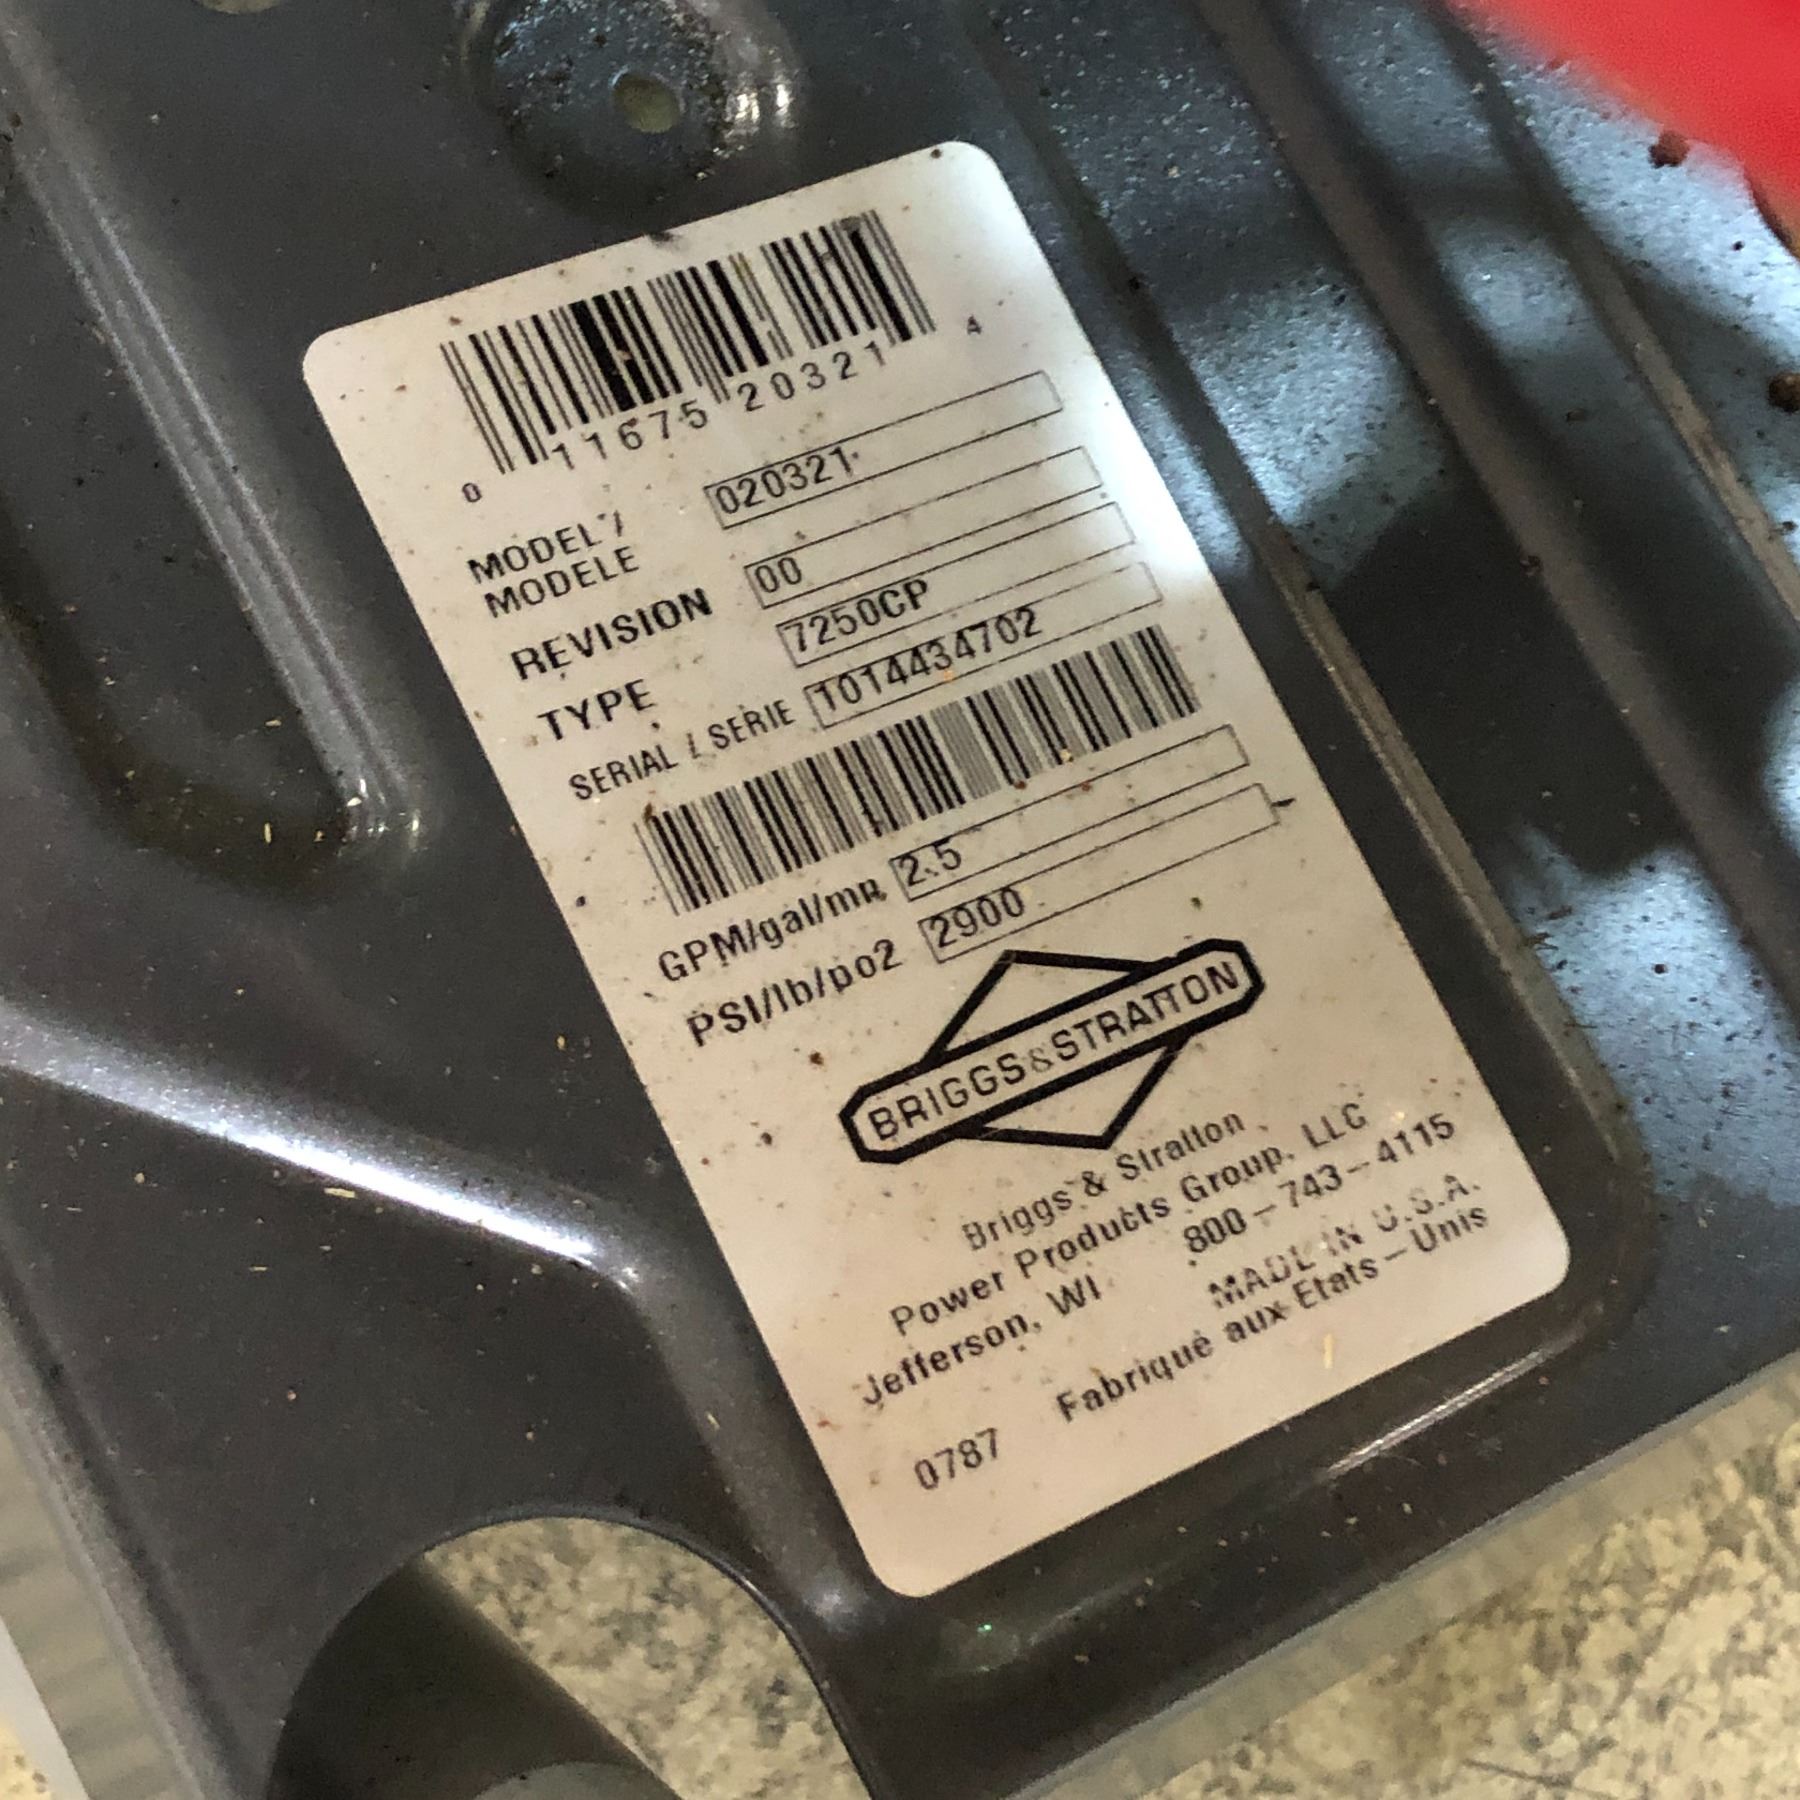 0 11675 20321 4
MODEL / 020321
MODELE
REVISION 00
TYPE 7250CP
SERIAL / SERIE 1014434702
GPM/gal/mn 2.5
PSI/lb/po2 2900
BRIGGS&STRATTON
Briggs & Stratton
Power Products Group, LLC
Jefferson, WI 800-743-4115
MADE IN U.S.A.
0787 Fabriqué aux Etats-Unis